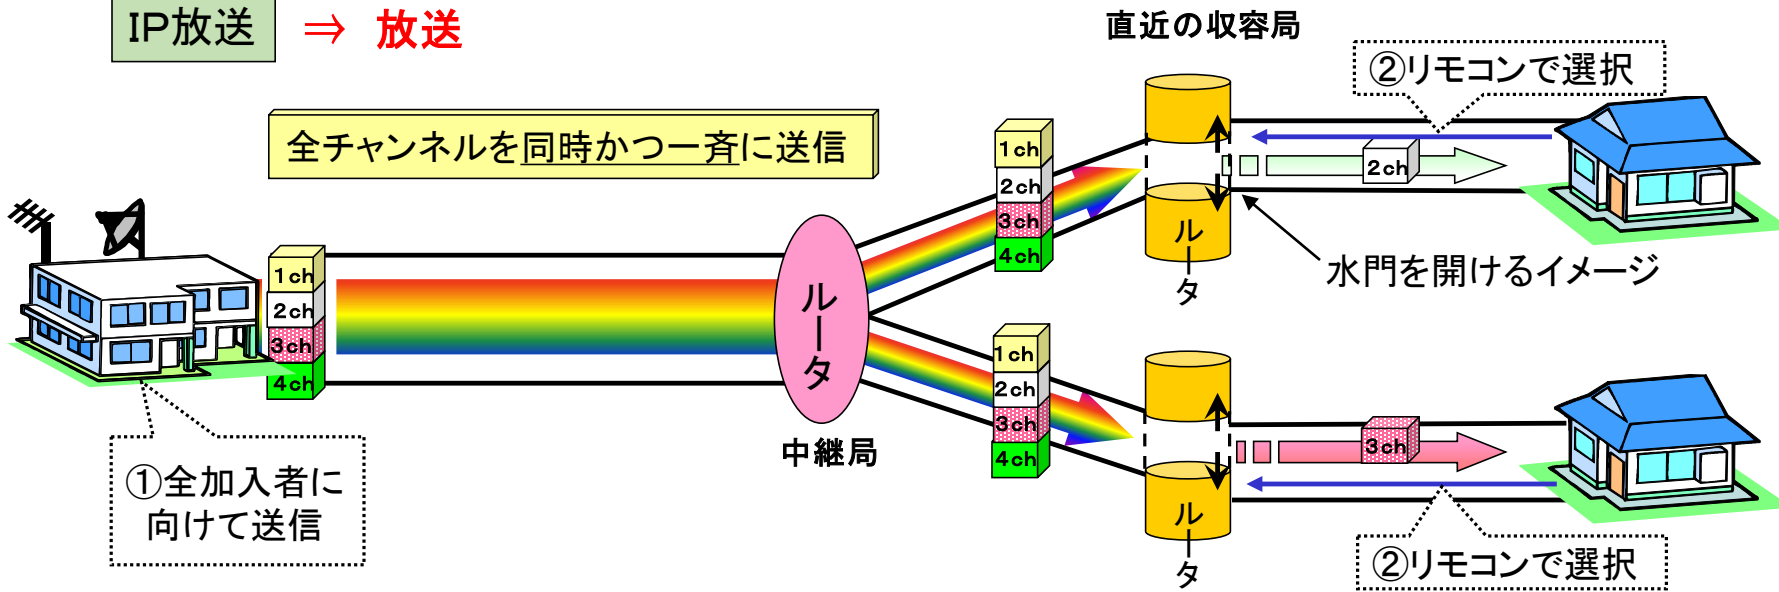 IP放送 ⇒ 放送
直近の収容局
②リモコンで選択
全チャンネルを同時かつ一斉に送信
1ch
2ch
3ch
4ch
1ch
2ch
3ch
4ch
ルータ
中継局
ルータ
2ch
水門を開けるイメージ
1ch
2ch
3ch
4ch
ルータ
3ch
①全加入者に
向けて送信
②リモコンで選択